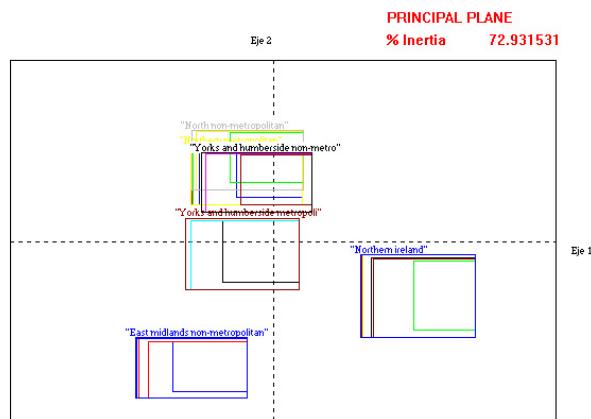 PRINCIPAL PLANE
% Inertia 72.931531
Eje 2
"North non-metropolitan"
"Yorks and humberside non-metro"
"Yorks and humberside metropoli"
"Northern ireland"
Eje 1
"East midlands non-metropolitan"